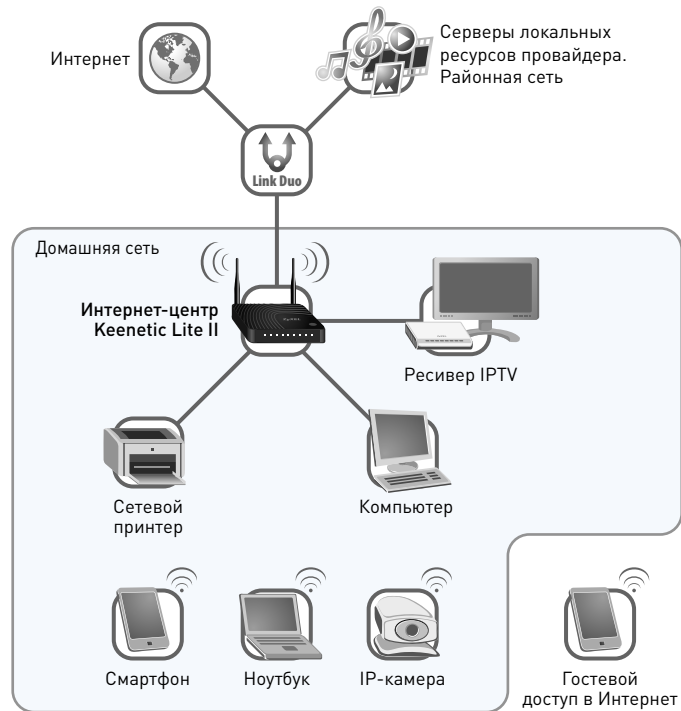 Интернет
Серверы локальных
ресурсов провайдера.
Районная сеть
Link Duo
Домашняя сеть
Интернет-центр
Keenetic Lite II
Ресивер IPTV
Сетевой
принтер
Компьютер
Смартфон
Ноутбук
IP-камера
Гостевой
доступ в Интернет